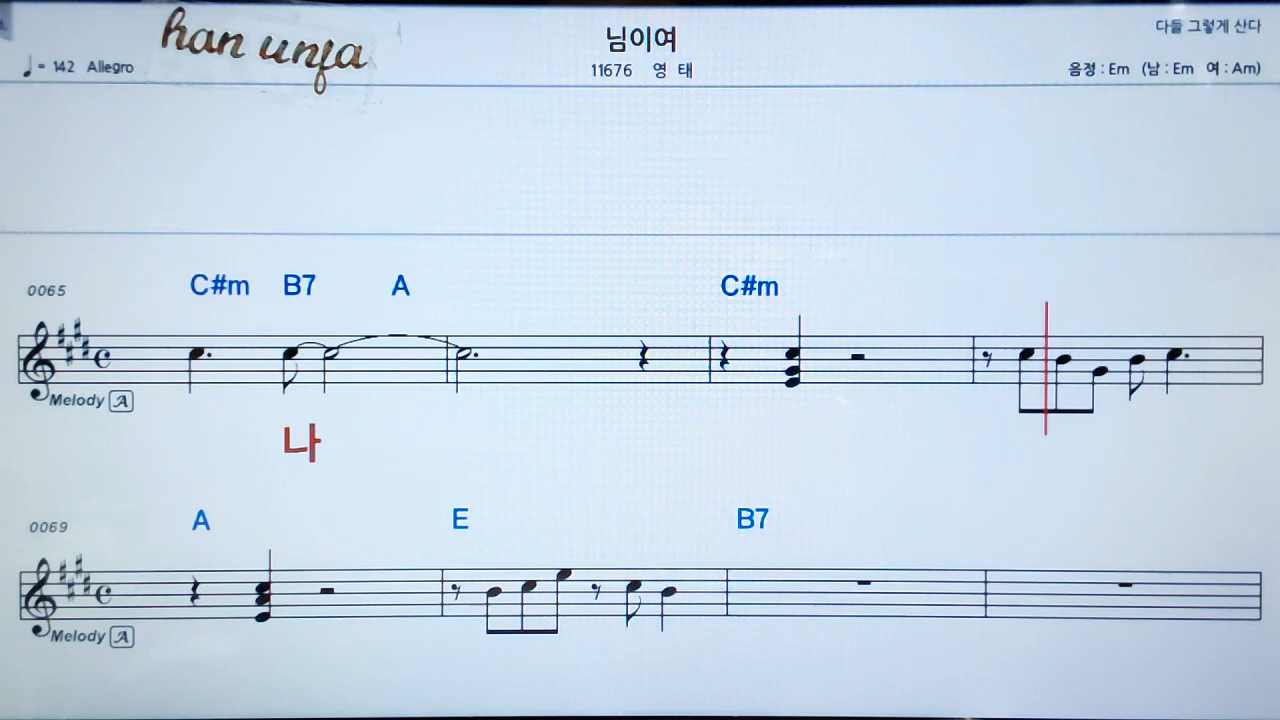 han unja
님이여
다들 그렇게 산다
♩= 142 Allegro
11676 영 태
음정 : Em (남 : Em 여 : Am)
0065
C#m B7 A C#m
Melody A
나
0069
A E B7
Melody A